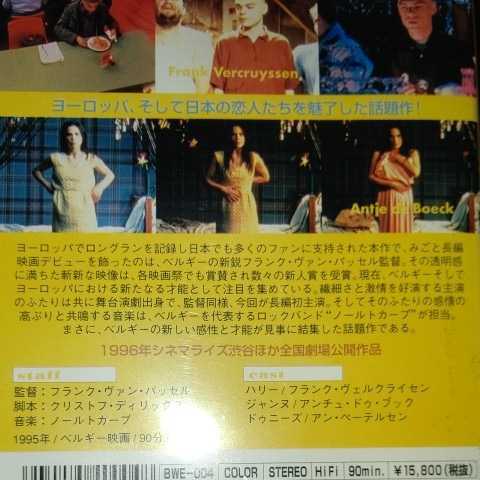 Frank Vercruyssen
ヨーロッパ、そして日本の恋人たちを魅了した話題作!
Antje de Boeck
ヨーロッパでロングランを記録し日本でも多くのファンに支持された本作で、みごと長編
映画デビューを飾ったのは、ベルギーの新鋭フランク・ヴァン・パッセル監督。その透明感
に満ちた斬新な映像は、各映画祭でも賞賛され数々の新人賞を受賞。現在、ベルギーそして
ヨーロッパにおける新たなる才能として注目を集めている。繊細さと激情を好演する主演
のふたりは共に舞台演劇出身で、監督同様、今回が長編初主演。そしてそのふたりの感情の
高ぶりと共鳴する音楽は、ベルギーを代表するロックバンド“ノールトカープ”が担当。
まさに、ベルギーの新しい感性と才能が見事に結集した話題作である。
1996年シネマライズ渋谷ほか全国劇場公開作品
staff
監督:フランク・ヴァン・パッセル
脚本:クリストフ・ディリックス
音楽:ノールトカープ
1995年/ベルギー映画/90分
cast
ハリー/フランク・ヴェルクライセン
ジャンヌ/アンチュ・ドゥ・ブック
ドゥニーズ/アン・ペーテルセン
BWE-004 COLOR STEREO HiFi 90min. ¥15,800(税抜)